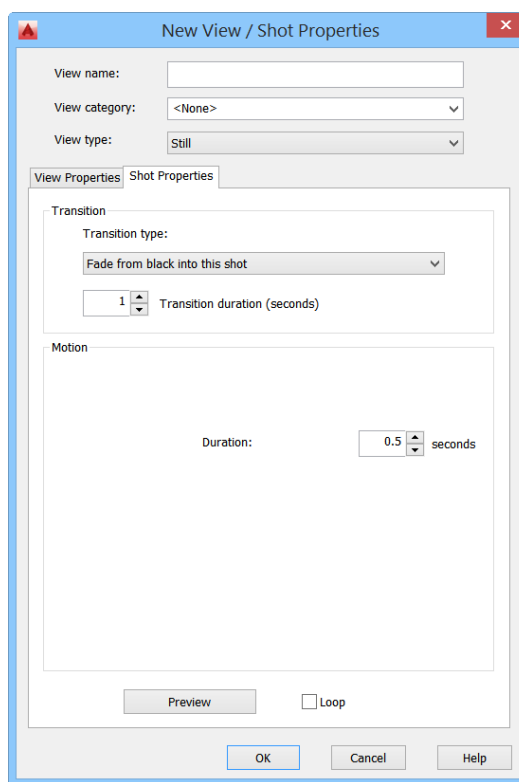 New View / Shot Properties
View name:
View category: <None>
View type: Still
View Properties Shot Properties
Transition
Transition type:
Fade from black into this shot
1 Transition duration (seconds)
Motion
Duration: 0.5 seconds
Preview Loop
OK Cancel Help